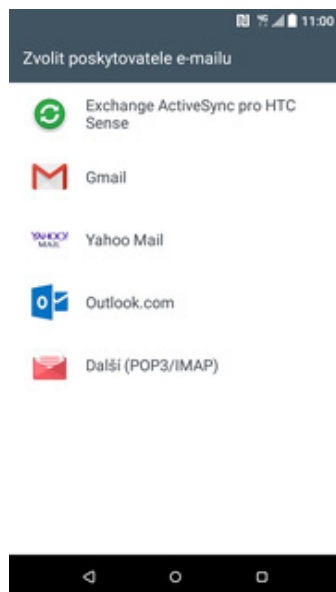 11:00
Zvolit poskytovatele e-mailu
Exchange ActiveSync pro HTC
Sense
Gmail
YAHOO!
MAIL
Yahoo Mail
Outlook.com
Další (POP3/IMAP)